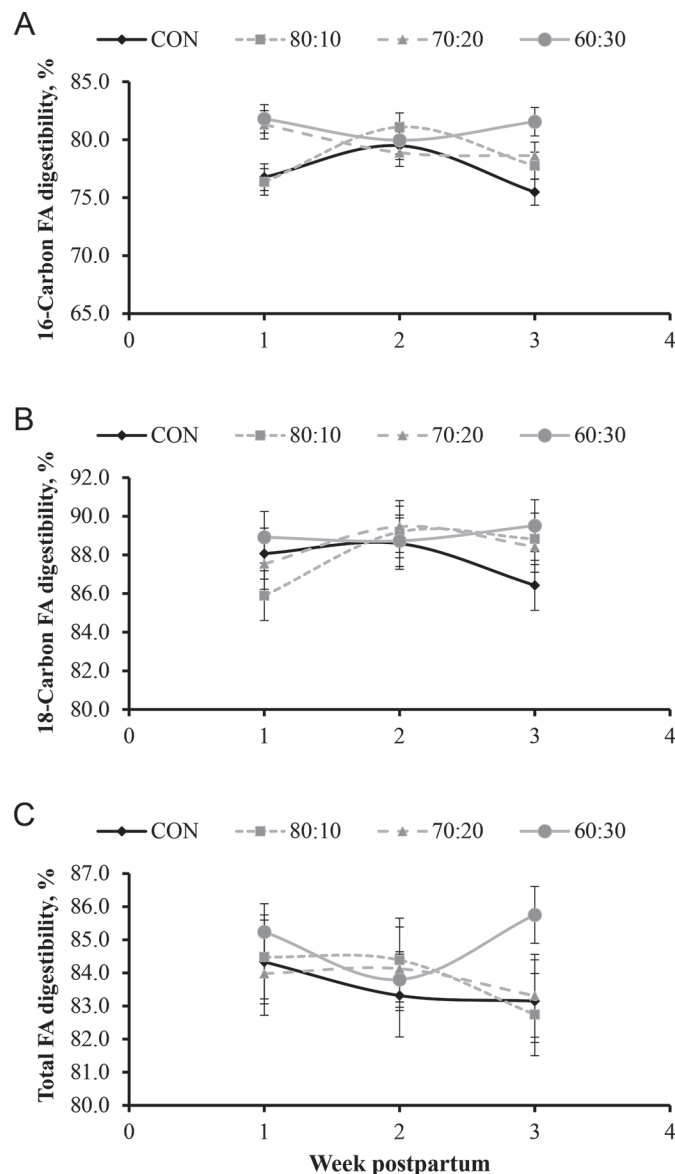 A
CON 80:10 70:20 60:30
16-Carbon FA digestibility, %
85.0
80.0
75.0
70.0
65.0
0 1 2 3 4
B
CON 80:10 70:20 60:30
18-Carbon FA digestibility, %
92.0
90.0
88.0
86.0
84.0
82.0
80.0
0 1 2 3 4
C
CON 80:10 70:20 60:30
Total FA digestibility, %
87.0
86.0
85.0
84.0
83.0
82.0
81.0
80.0
0 1 2 3 4
Week postpartum